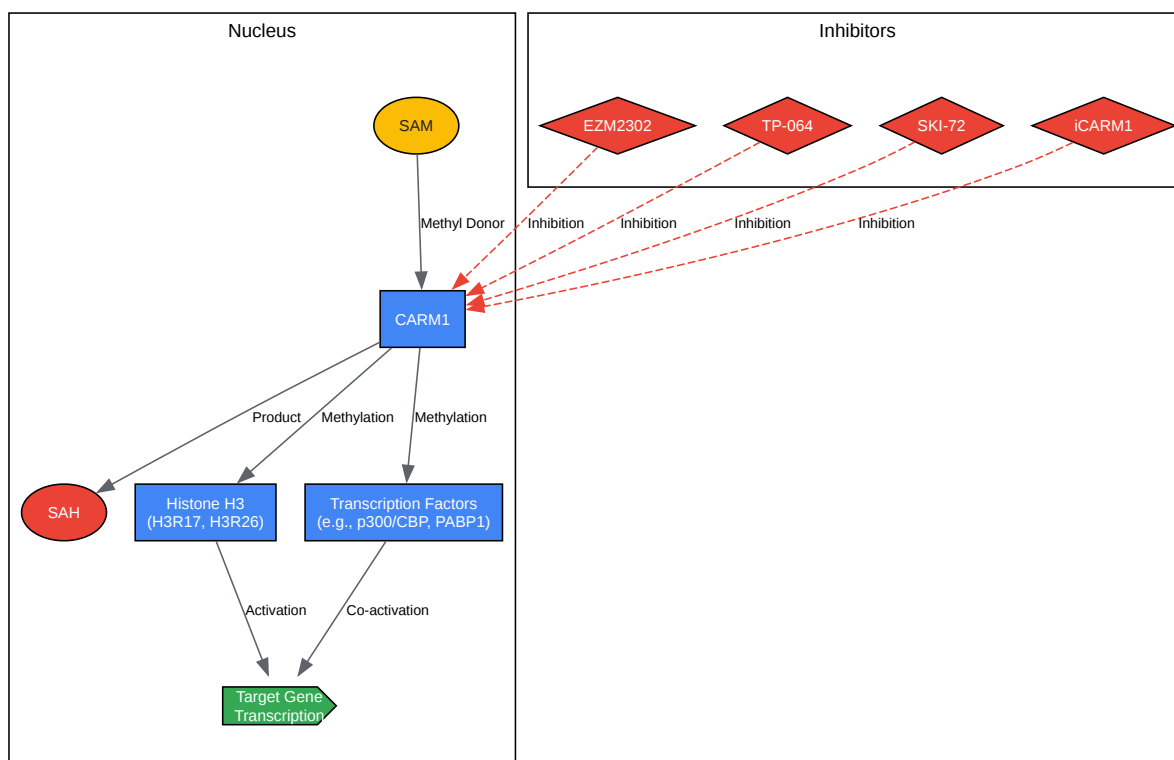 Nucleus
Inhibitors
SAM
EZM2302
TP-064
SKI-72
iCARM1
Methyl Donor
Inhibition
Inhibition
Inhibition
Inhibition
CARM1
Product
Methylation
Methylation
SAH
Histone H3
(H3R17, H3R26)
Transcription Factors
(e.g., p300/CBP, PABP1)
Activation
Co-activation
Target Gene
Transcription